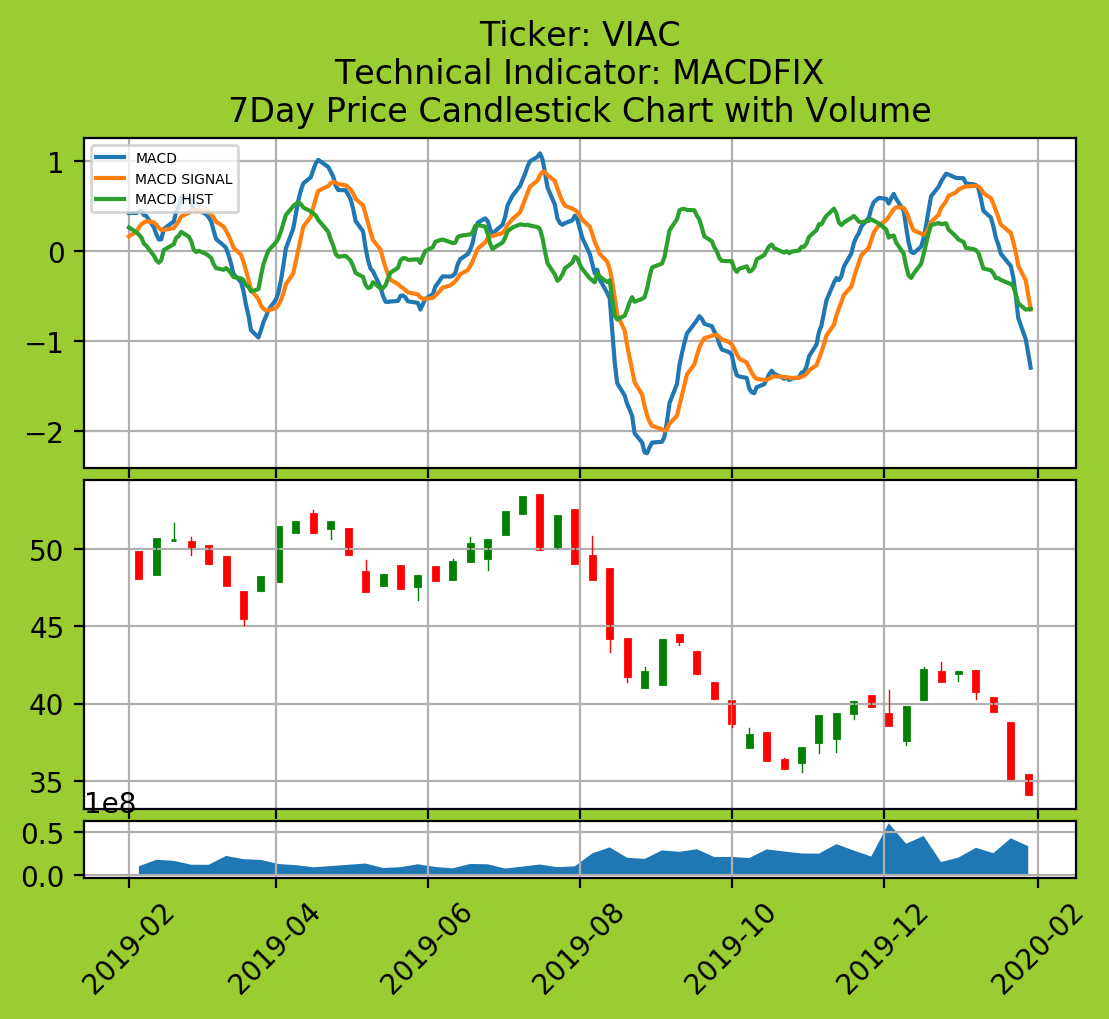 Ticker: VIAC
Technical Indicator: MACDFIX
7Day Price Candlestick Chart with Volume
MACD
MACD SIGNAL
MACD HIST
1
0
−1
−2
50
45
40
35
1e8
0.5
0.0
2019-02
2019-04
2019-06
2019-08
2019-10
2019-12
2020-02